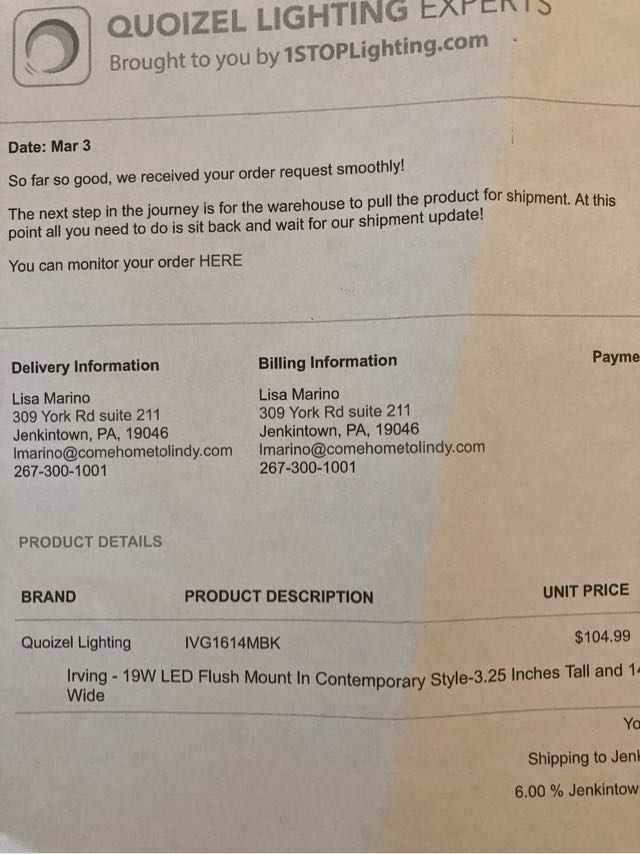 QUOIZEL LIGHTING EXPERTS
Brought to you by 1STOPLighting.com
Date: Mar 3
So far so good, we received your order request smoothly!
The next step in the journey is for the warehouse to pull the product for shipment. At this
point all you need to do is sit back and wait for our shipment update!
You can monitor your order HERE
Delivery Information
Billing Information
Payme
Lisa Marino
309 York Rd suite 211
Jenkintown, PA, 19046
lmarino@comehometolindy.com
267-300-1001
Lisa Marino
309 York Rd suite 211
Jenkintown, PA, 19046
lmarino@comehometolindy.com
267-300-1001
PRODUCT DETAILS
BRAND PRODUCT DESCRIPTION UNIT PRICE
Quoizel Lighting IVG1614MBK $104.99
Irving - 19W LED Flush Mount In Contemporary Style-3.25 Inches Tall and 14
Wide
Yo
Shipping to Jenk
6.00 % Jenkintow